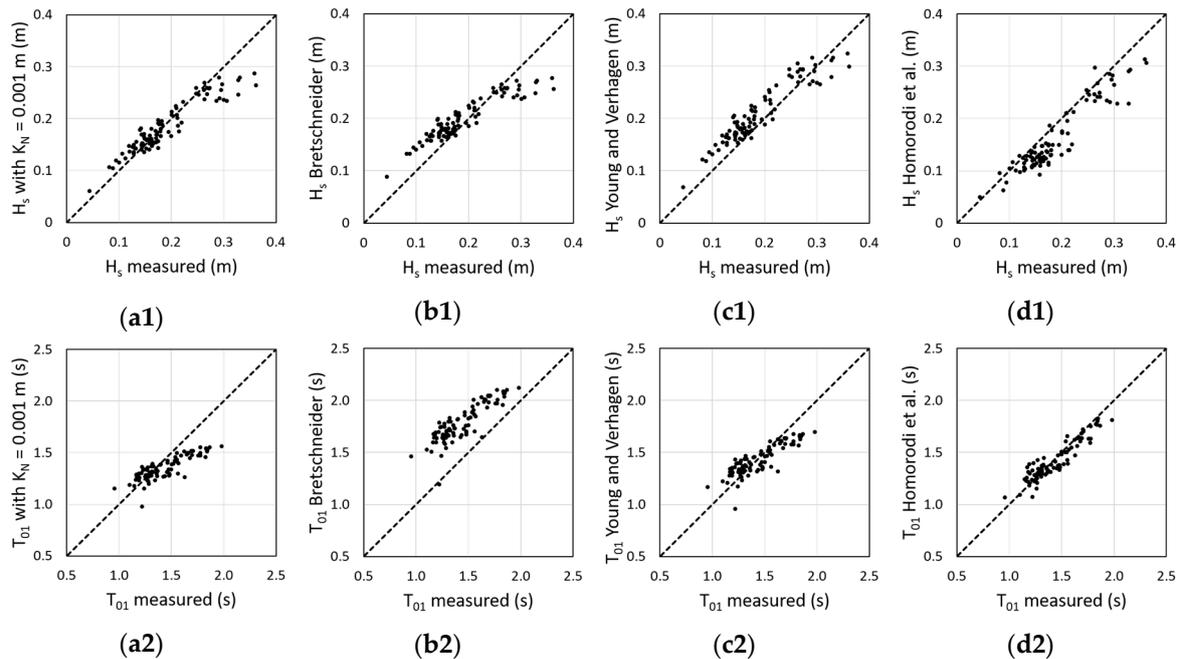 0.4 0.4 0.4 0.4
0.3 0.3 0.3 0.3
0.2 0.2 0.2 0.2
0.1 0.1 0.1 0.1
0 0 0 0
0 0.1 0.2 0.3 0.4 0 0.1 0.2 0.3 0.4 0 0.1 0.2 0.3 0.4 0 0.1 0.2 0.3 0.4
Hs with KN = 0.001 m (m)
Hs Bretschneider (m)
Hs Young and Verhagen (m)
Hs Homorodi et al. (m)
Hs measured (m) Hs measured (m) Hs measured (m) Hs measured (m)
(a1) (b1) (c1) (d1)
2.5 2.5 2.5 2.5
2.0 2.0 2.0 2.0
1.5 1.5 1.5 1.5
1.0 1.0 1.0 1.0
0.5 0.5 0.5 0.5
0.5 1.0 1.5 2.0 2.5 0.5 1.0 1.5 2.0 2.5 0.5 1.0 1.5 2.0 2.5 0.5 1.0 1.5 2.0 2.5
T01 with KN = 0.001 m (s)
T01 Bretschneider (s)
T01 Young and Verhagen (s)
T01 Homorodi et al. (s)
T01 measured (s) T01 measured (s) T01 measured (s) T01 measured (s)
(a2) (b2) (c2) (d2)